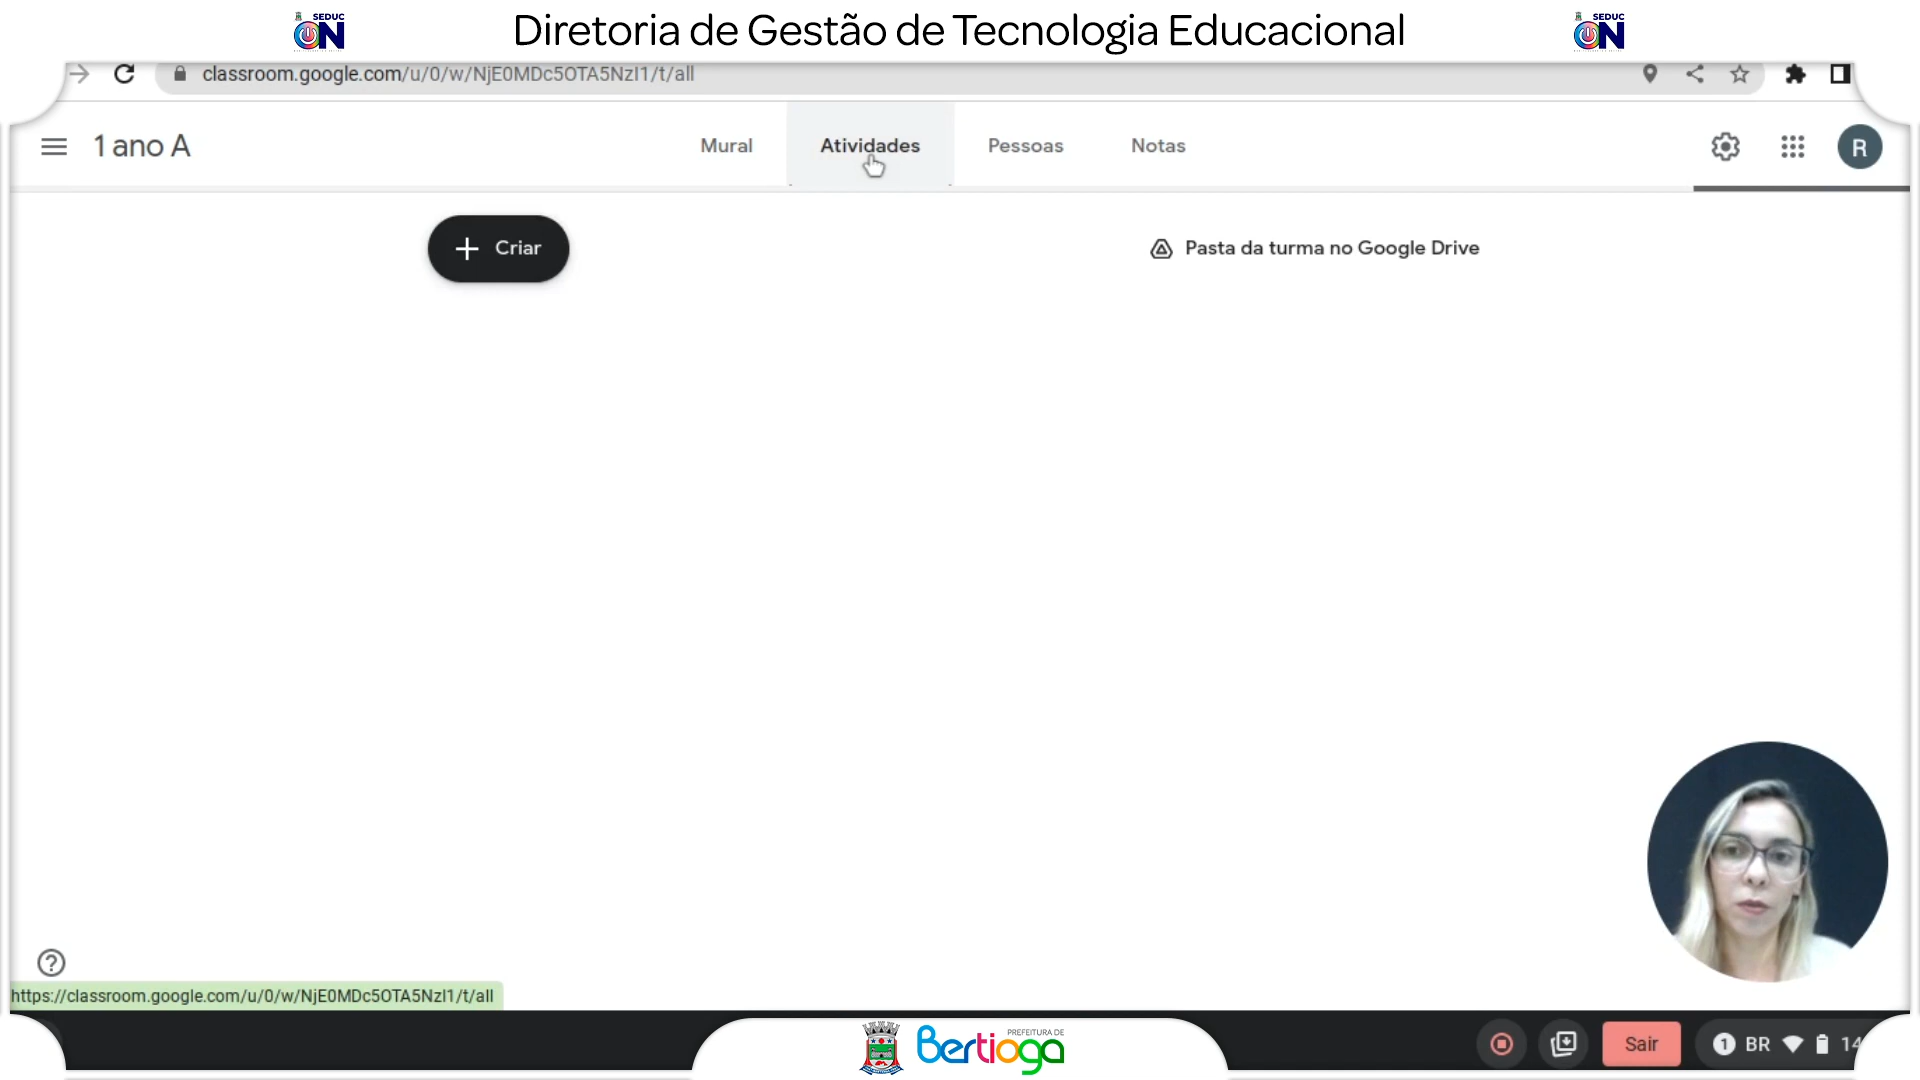 SEDUC
ON
Diretoria de Gestão de Tecnologia Educacional
SEDUC
ON
classroom.google.com/u/0/w/NjE0MDc5OTA5NzI1/t/all
1 ano A
Mural
Atividades
Pessoas
Notas
R
+ Criar
Pasta da turma no Google Drive
https://classroom.google.com/u/0/w/NjE0MDc5OTA5NzI1/t/all
PREFEITURA DE
Bertioga
Sair
1
BR
14